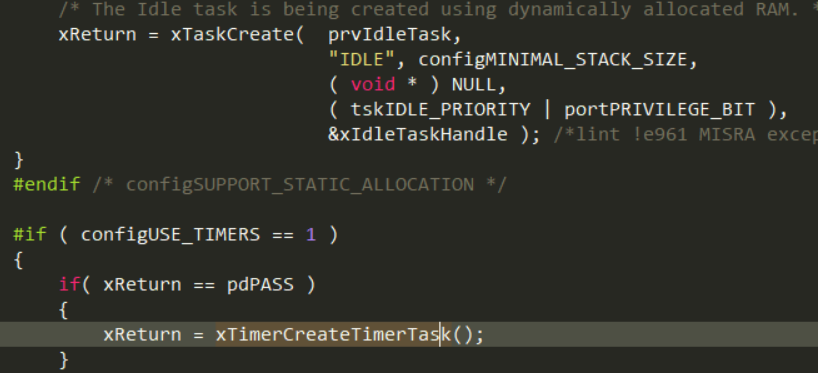 /* The Idle task is being created using dynamically allocated RAM. *
xReturn = xTaskCreate(	prvIdleTask,
"IDLE", configMINIMAL_STACK_SIZE,
( void * ) NULL,
( tskIDLE_PRIORITY | portPRIVILEGE_BIT ),
&xIdleTaskHandle ); /*lint !e961 MISRA excep
}
#endif /* configSUPPORT_STATIC_ALLOCATION */
#if ( configUSE_TIMERS == 1 )
{
if( xReturn == pdPASS )
{
xReturn = xTimerCreateTimerTask();
}